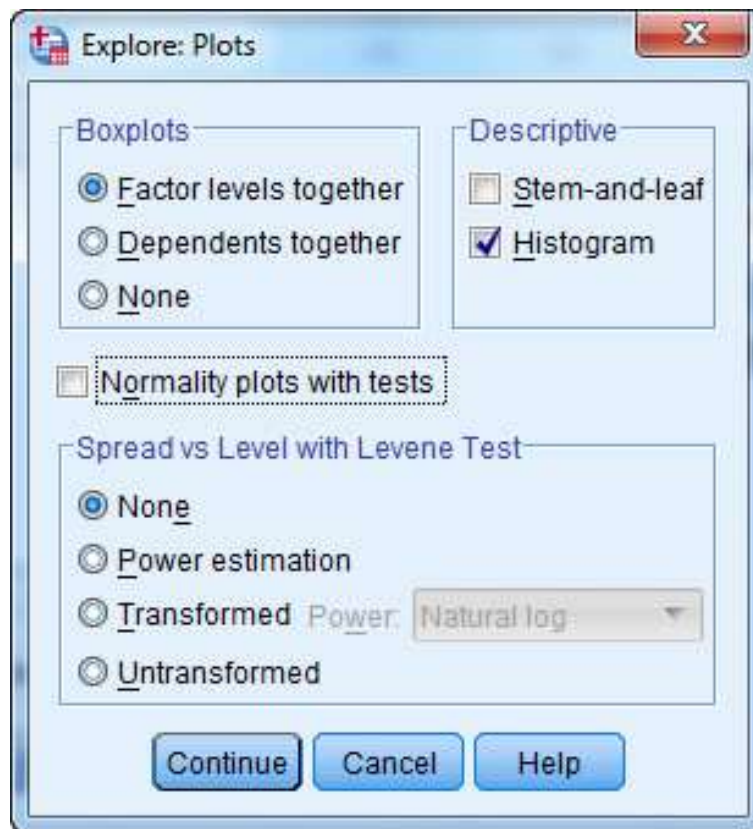 Explore: Plots
Boxplots
Factor levels together
Dependents together
None
Descriptive
Stem-and-leaf
Histogram
Normality plots with tests
Spread vs Level with Levene Test
None
Power estimation
Transformed Power: Natural log
Untransformed
Continue Cancel Help